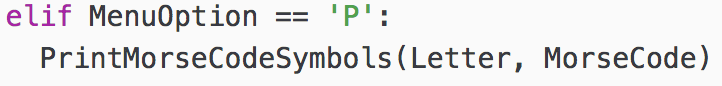 elif MenuOption == 'P':
  PrintMorseCodeSymbols(Letter, MorseCode)